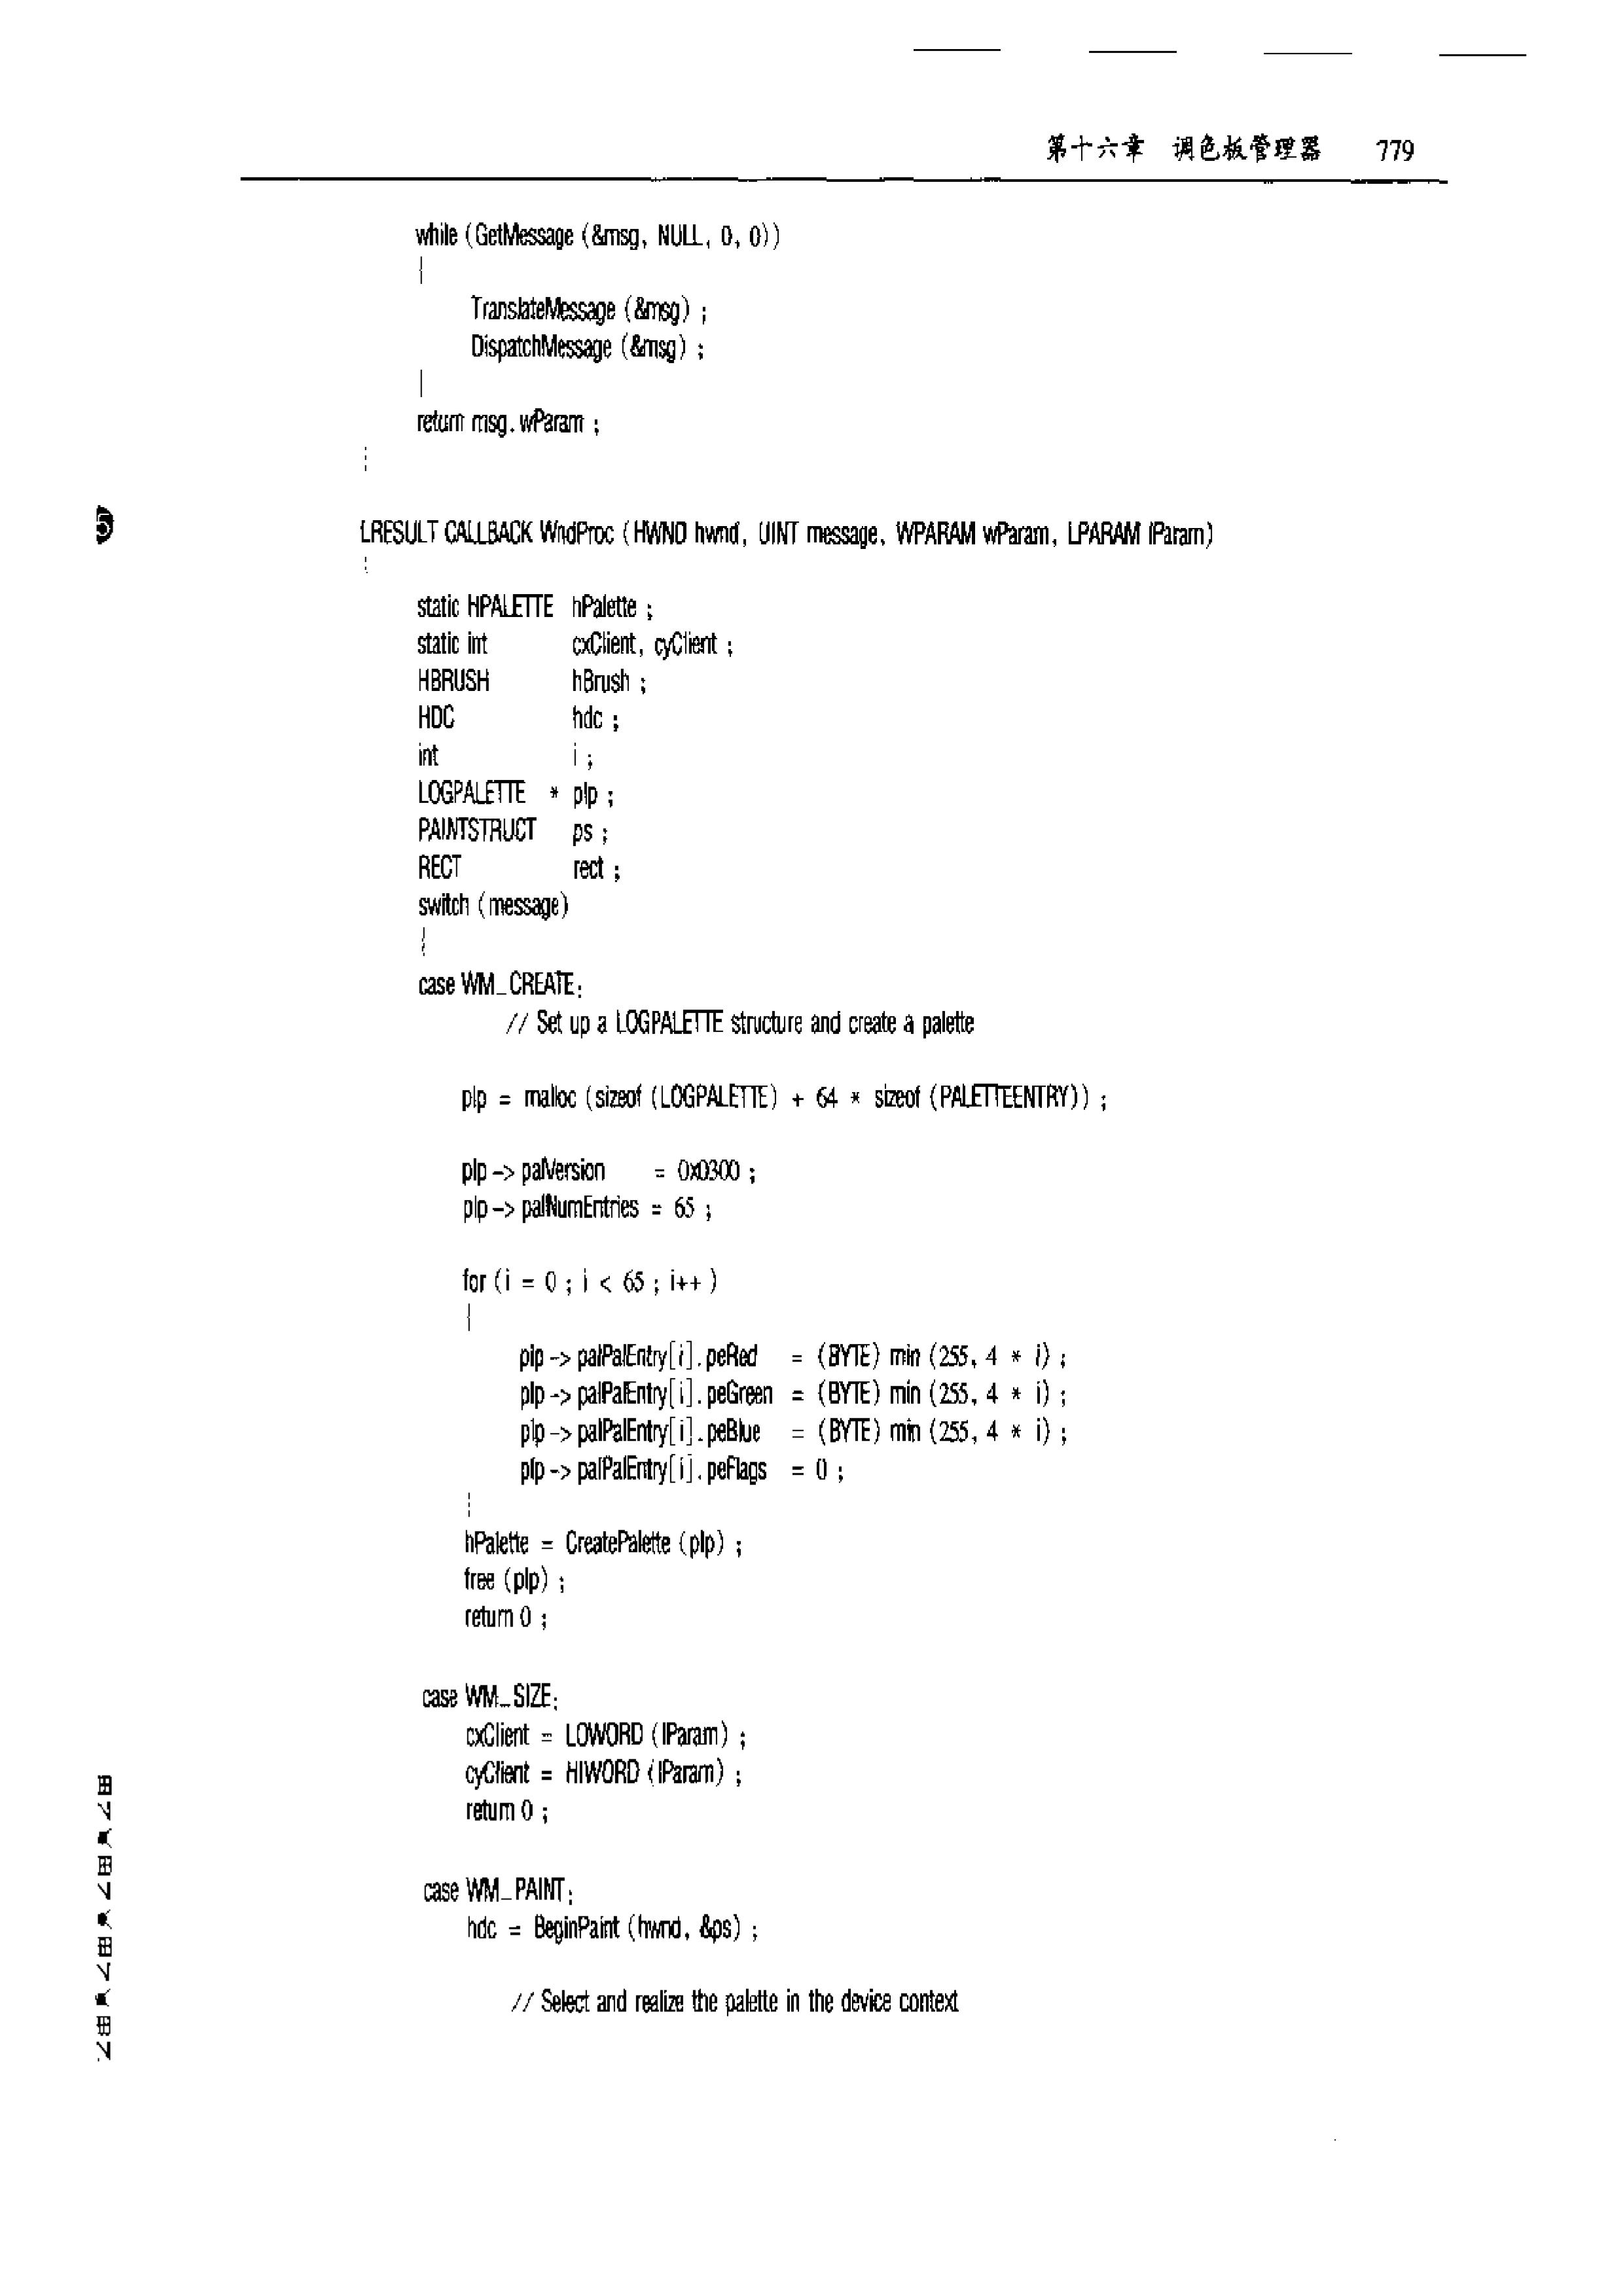 第十六章 调色板管理器 779
while (GetMessage (&msg, NULL, 0, 0))
{
TranslateMessage (&msg) ;
DispatchMessage (&msg) ;
}
return msg.wParam ;
}
LRESULT CALLBACK WndProc (HWND hwnd, UINT message, WPARAM wParam, LPARAM lParam)
{
static HPALETTE hPalette ;
static int cxClient, cyClient ;
HBRUSH hBrush ;
HDC hdc ;
int i ;
LOGPALETTE * plp ;
PAINTSTRUCT ps ;
RECT rect ;
switch (message)
{
case WM_CREATE:
// Set up a LOGPALETTE structure and create a palette
plp = malloc (sizeof (LOGPALETTE) + 64 * sizeof (PALETTEENTRY)) ;
plp -> palVersion = 0x0300 ;
plp -> palNumEntries = 65 ;
for (i = 0 ; i < 65 ; i++ )
{
plp -> palPalEntry[i].peRed = (BYTE) min (255, 4 * i) ;
plp -> palPalEntry[i].peGreen = (BYTE) min (255, 4 * i) ;
plp -> palPalEntry[i].peBlue = (BYTE) min (255, 4 * i) ;
plp -> palPalEntry[i].peFlags = 0 ;
}
hPalette = CreatePalette (plp) ;
free (plp) ;
return 0 ;
case WM_SIZE:
cxClient = LOWORD (lParam) ;
cyClient = HIWORD (lParam) ;
return 0 ;
case WM_PAINT:
hdc = BeginPaint (hwnd, &ps) ;
// Select and realize the palette in the device context